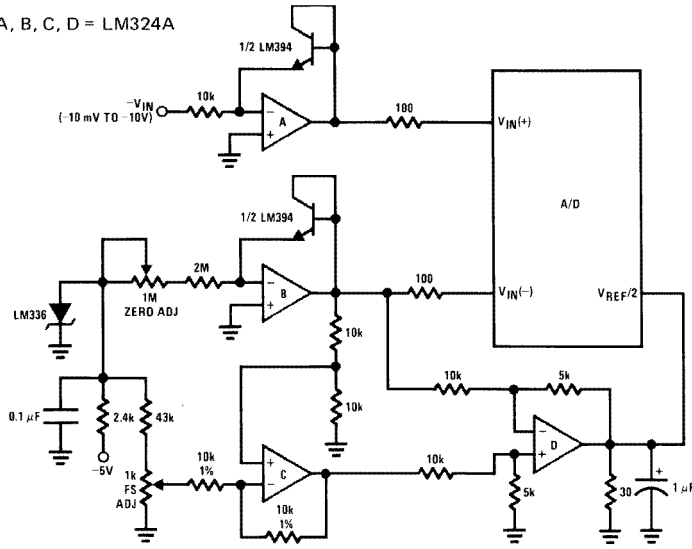 A, B, C, D = LM324A
1/2 LM394
–VIN
(–10 mV TO –10V)
10k
–
+
A
100
VIN(+)
A/D
1/2 LM394
LM336
1M
ZERO ADJ
2M
–
+
B
100
VIN(–)
VREF/2
10k
10k
10k
5k
0.1 µF
2.4k
43k
–5V
1k
FS
ADJ
10k
1%
+
–
C
10k
1%
10k
–
+
D
5k
30
+
1 µF